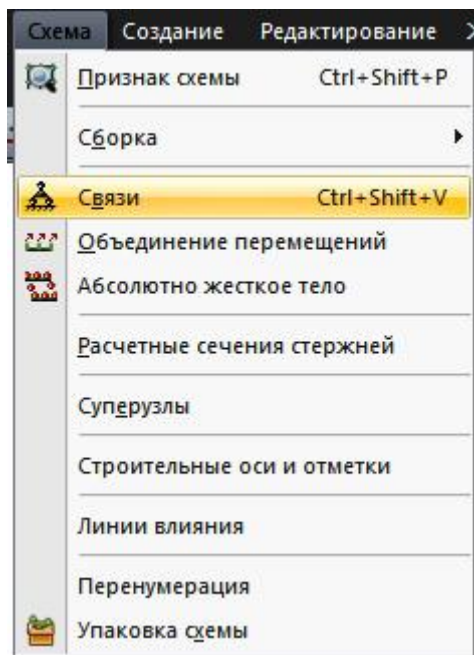 Схема Создание Редактирование
Признак схемы Ctrl+Shift+P
Сборка
Связи Ctrl+Shift+V
Объединение перемещений
Абсолютно жесткое тело
Расчетные сечения стержней
Суперузлы
Строительные оси и отметки
Линии влияния
Перенумерация
Упаковка схемы